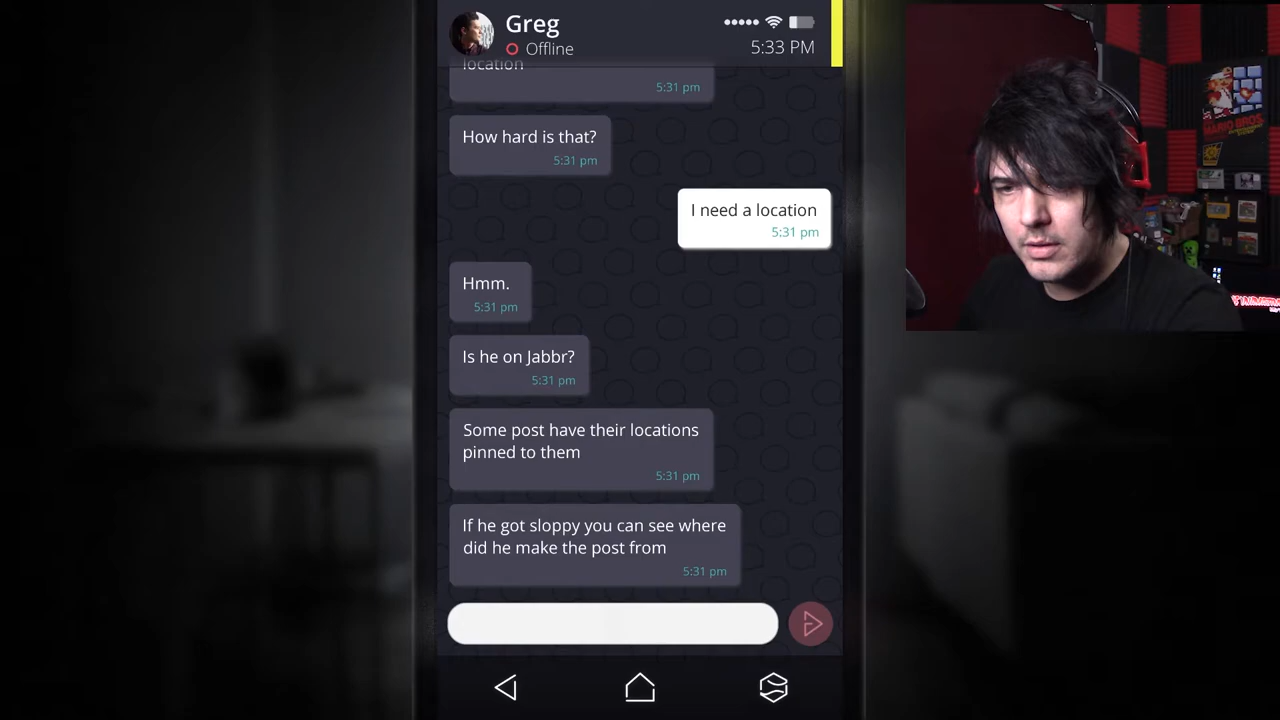 Greg
Offline
5:33 PM
location
5:31 pm
How hard is that?
5:31 pm
I need a location
5:31 pm
Hmm.
5:31 pm
Is he on Jabbr?
5:31 pm
Some post have their locations
pinned to them
5:31 pm
If he got sloppy you can see where
did he make the post from
5:31 pm
MARIO BROS.